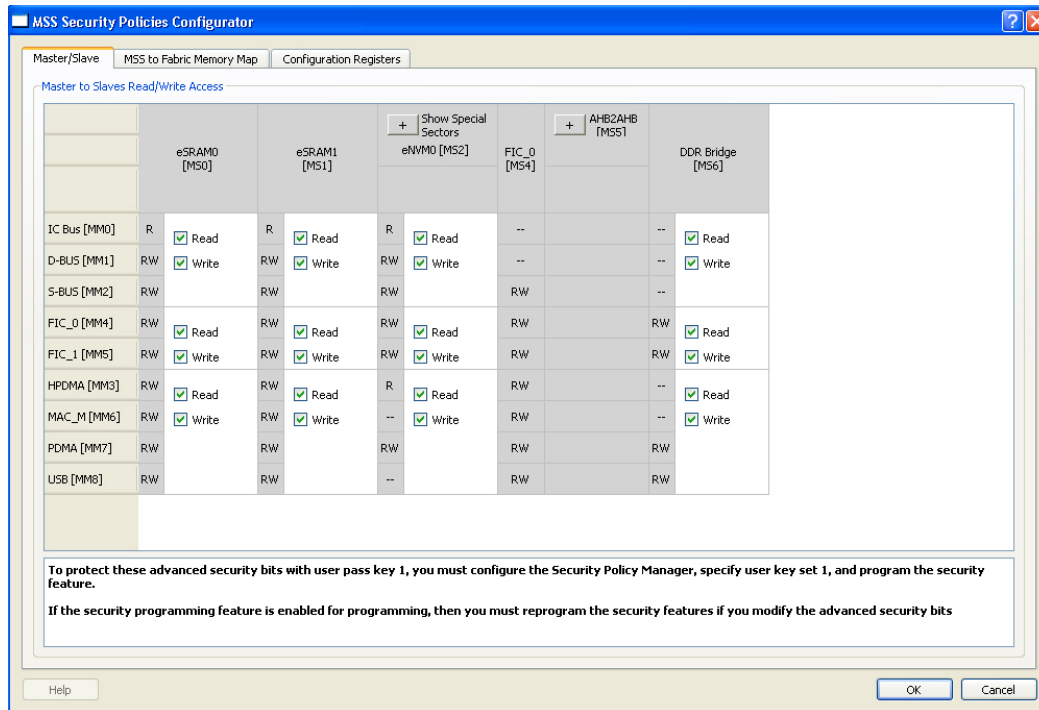 MSS Security Policies Configurator
Master/Slave MSS to Fabric Memory Map Configuration Registers
Master to Slaves Read/Write Access
eSRAM0
[MS0]
eSRAM1
[MS1]
+ Show Special
Sectors
eNVM0 [MS2]
FIC_0
[MS4]
+ AHB2AHB
[MS5]
DDR Bridge
[MS6]
IC Bus [MM0] R Read R Read R Read -- -- Read
D-BUS [MM1] RW Write RW Write RW Write -- -- Write
S-BUS [MM2] RW RW RW RW --
FIC_0 [MM4] RW Read RW Read RW Read RW RW Read
FIC_1 [MM5] RW Write RW Write RW Write RW RW Write
HPDMA [MM3] RW Read RW Read R Read RW -- Read
MAC_M [MM6] RW Write RW Write -- Write RW -- Write
PDMA [MM7] RW RW RW RW RW
USB [MM8] RW RW -- RW RW
To protect these advanced security bits with user pass key 1, you must configure the Security Policy Manager, specify user key set 1, and program the security
feature.
If the security programming feature is enabled for programming, then you must reprogram the security features if you modify the advanced security bits
Help OK Cancel